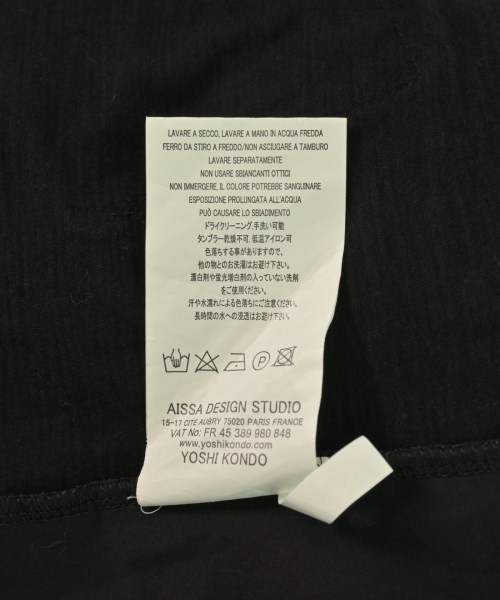 LAVARE A SECCO, LAVARE A MANO IN ACQUA FREDDA
FERRO DA STIRO A FREDDO/NON ASCIUGARE A TAMBURO
LAVARE SEPARATAMENTE
NON USARE SBIANCANTI OTTICI
NON IMMERGERE, IL COLORE POTREBBE SANGUINARE
ESPOSIZIONE PROLUNGATA ALL'ACQUA
PUÒ CAUSARE LO SBIADIMENTO
ドライクリーニング,手洗い可能
タンブラー乾燥不可,低温アイロン可
色落ちする事がありますので、
他の物とのお洗濯はお避け下さい。
漂白剤や蛍光増白剤の入っていない洗剤
をご使用ください。
汗や水濡れによる色落ちにご注意ください。
長時間の水への浸透はお避け下さい。
P
AISSA DESIGN STUDIO
15-17 CITE AUBRY 75020 PARIS FRANCE
VAT No: FR 45 389 980 848
www.yoshikondo.com
YOSHI KONDO